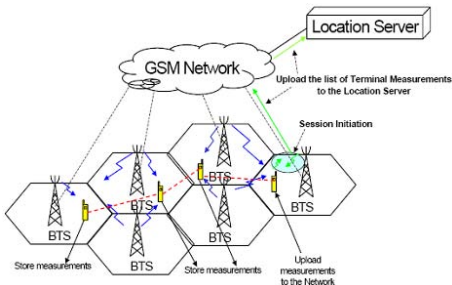 Location Server
GSM Network
Upload the list of Terminal Measurements
to the Location Server
Session Initiation
BTS
BTS
BTS
BTS
BTS
BTS
Store measurements
Store measurements
Upload
measurements
to the Network